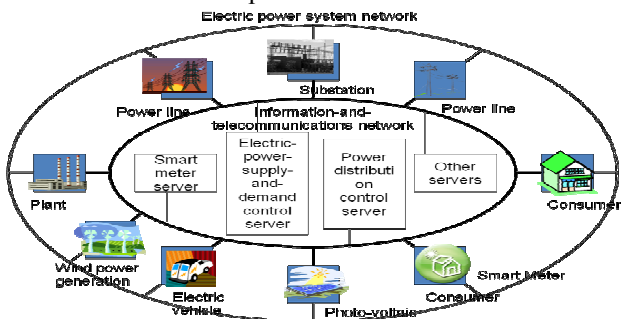 Electric power system network
Substation
Power line
Power line
Information-and-
telecommunications network
Smart
meter
server
Electric-
power-
supply-
and-
demand
control
server
Power
distributi
on
control
server
Other
servers
Plant
Consumer
Wind power
generation
Electric
vehicle
Photo-voltais
Consumer
Smart Meter